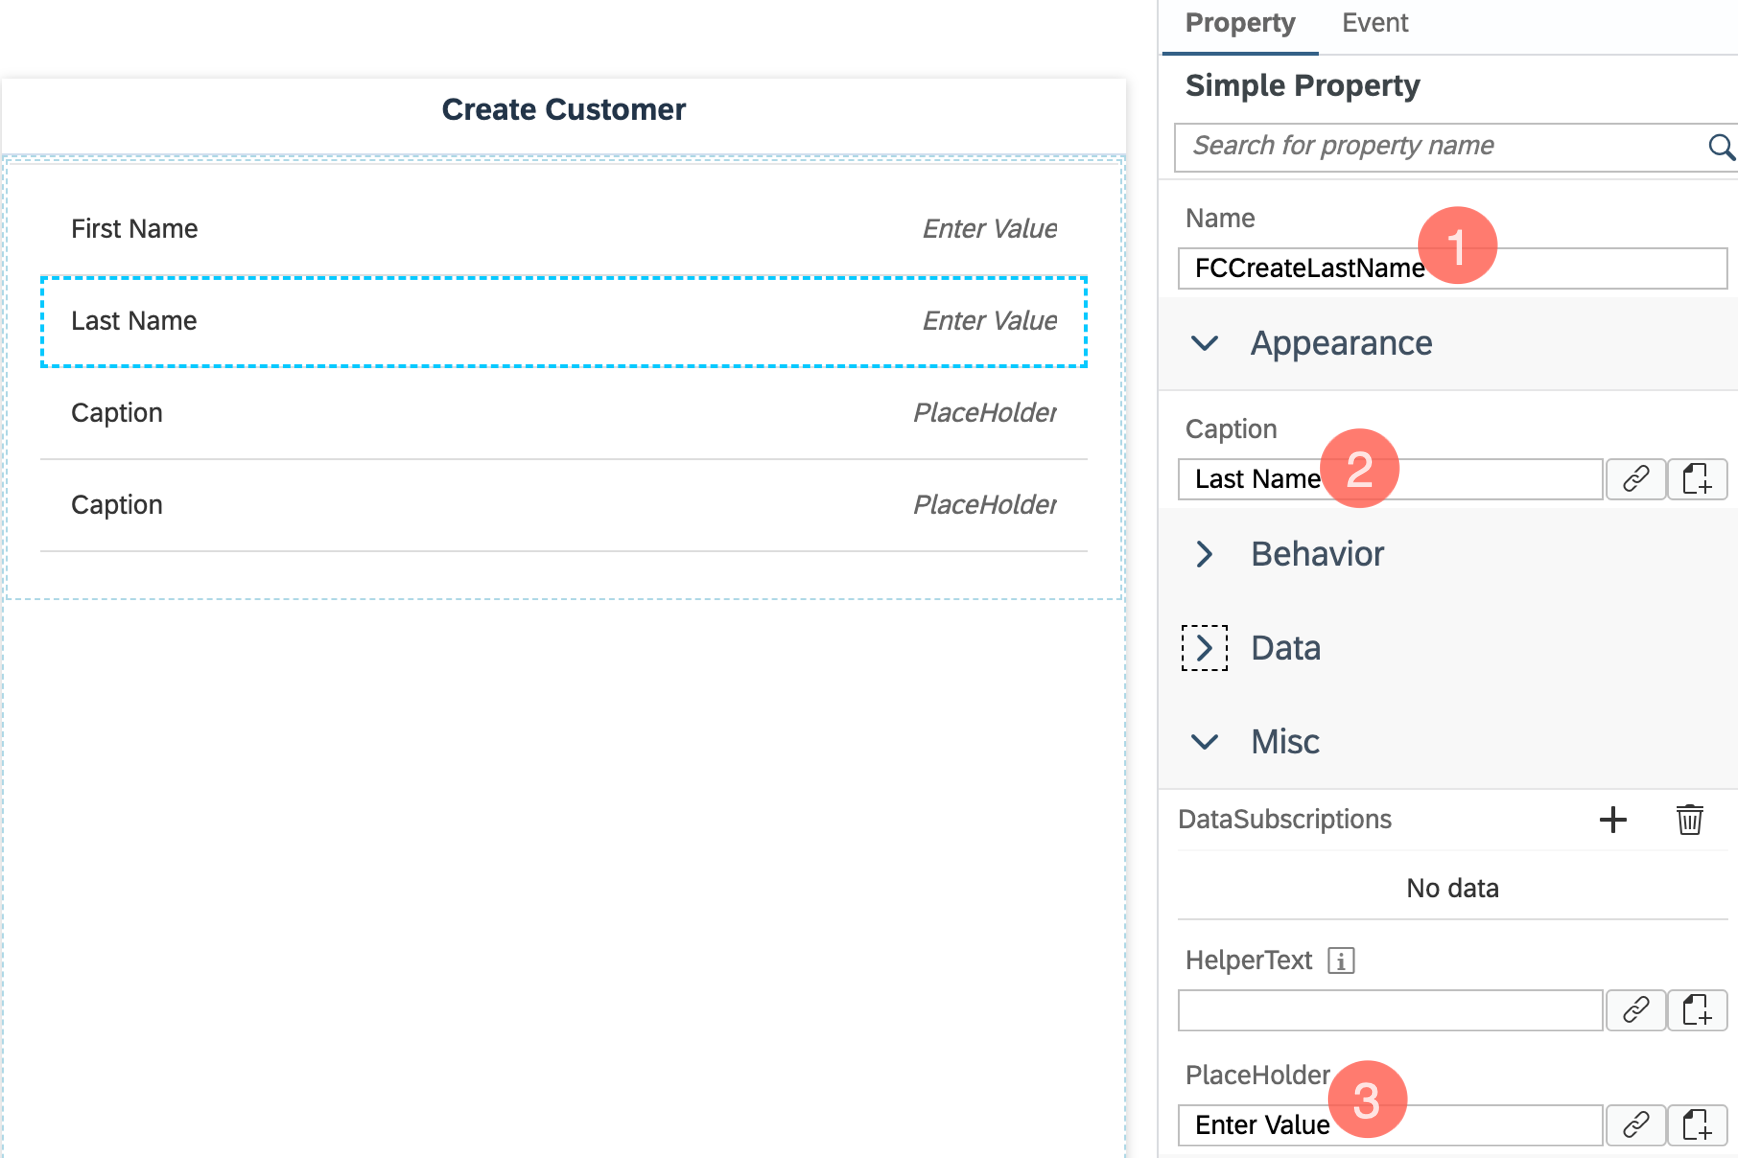 Create Customer
First Name Enter Value
Last Name Enter Value
Caption PlaceHolder
Caption PlaceHolder
Property Event
Simple Property
Search for property name
Name
1
FCCreateLastName
Appearance
Caption
2
Last Name
Behavior
Data
Misc
DataSubscriptions
No data
HelperText
PlaceHolder
3
Enter Value